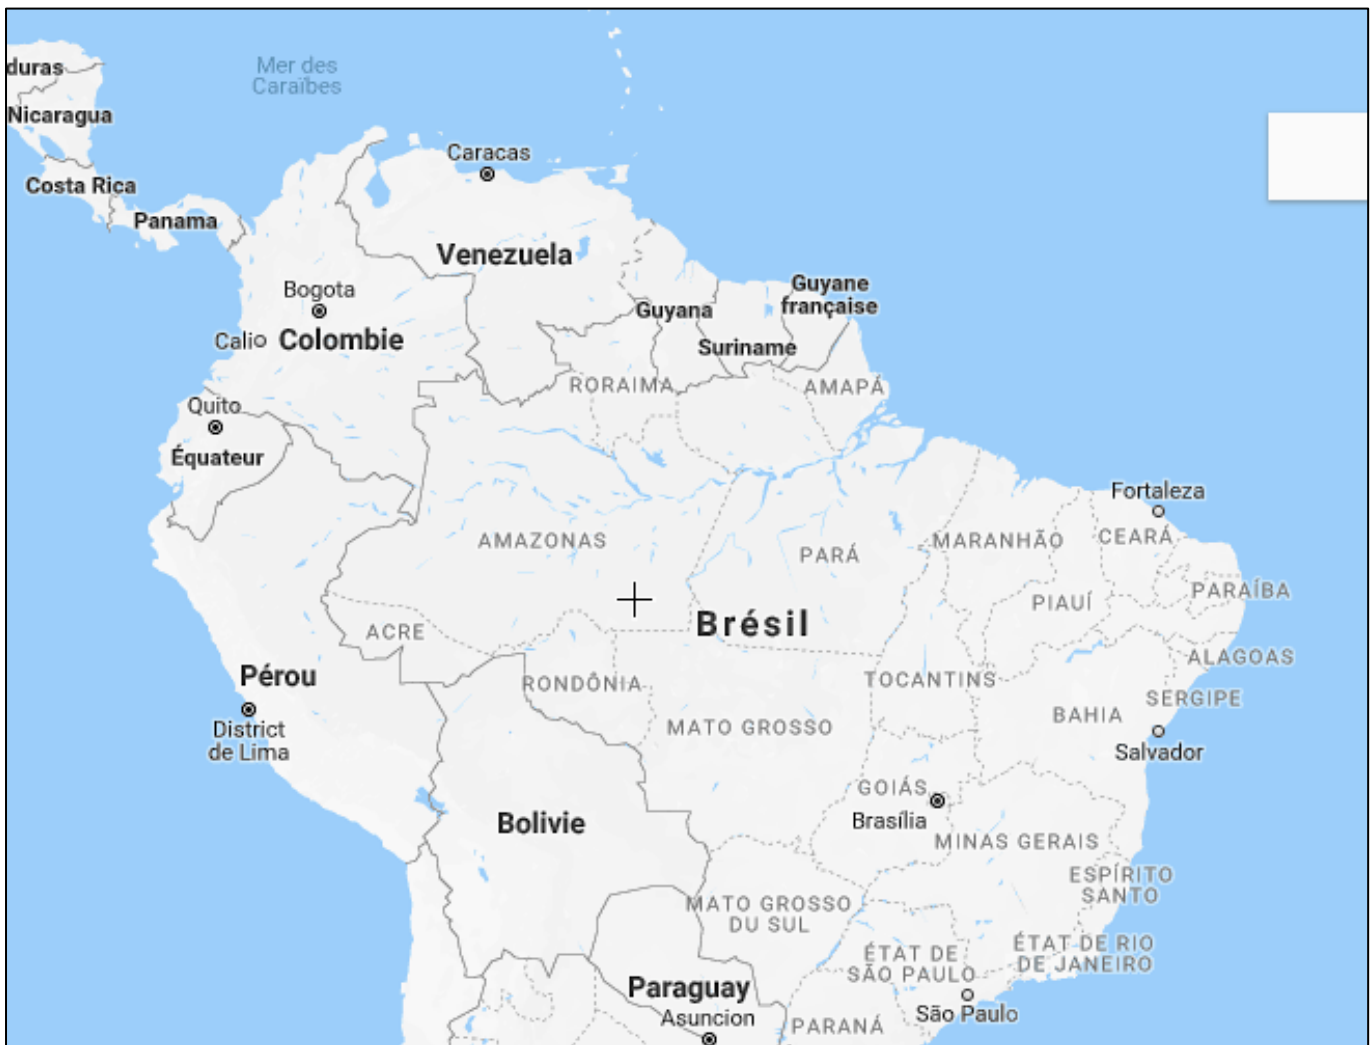 Mer des
Caraïbes
duras
Nicaragua
Caracas
Costa Rica
Panama
Venezuela
Bogota
Guyane
française
Guyana
Calio
Colombie
Suriname
RORAIMA
AMAPÁ
Quito
Équateur
Fortaleza
AMAZONAS
PARÁ
MARANHÃO
CEARÁ
PARAÍBA
PIAUÍ
ACRE
Brésil
ALAGOAS
Pérou
RONDÔNIA
TOCANTINS
SERGIPE
District
de Lima
MATO GROSSO
BAHIA
Salvador
GOIÁS
Brasília
Bolivie
MINAS GERAIS
ESPÍRITO
SANTO
MATO GROSSO
DU SUL
ÉTAT DE
SÃO PAULO
ÉTAT DE RIO
DE JANEIRO
Paraguay
Asuncion
São Paulo
PARANÁ